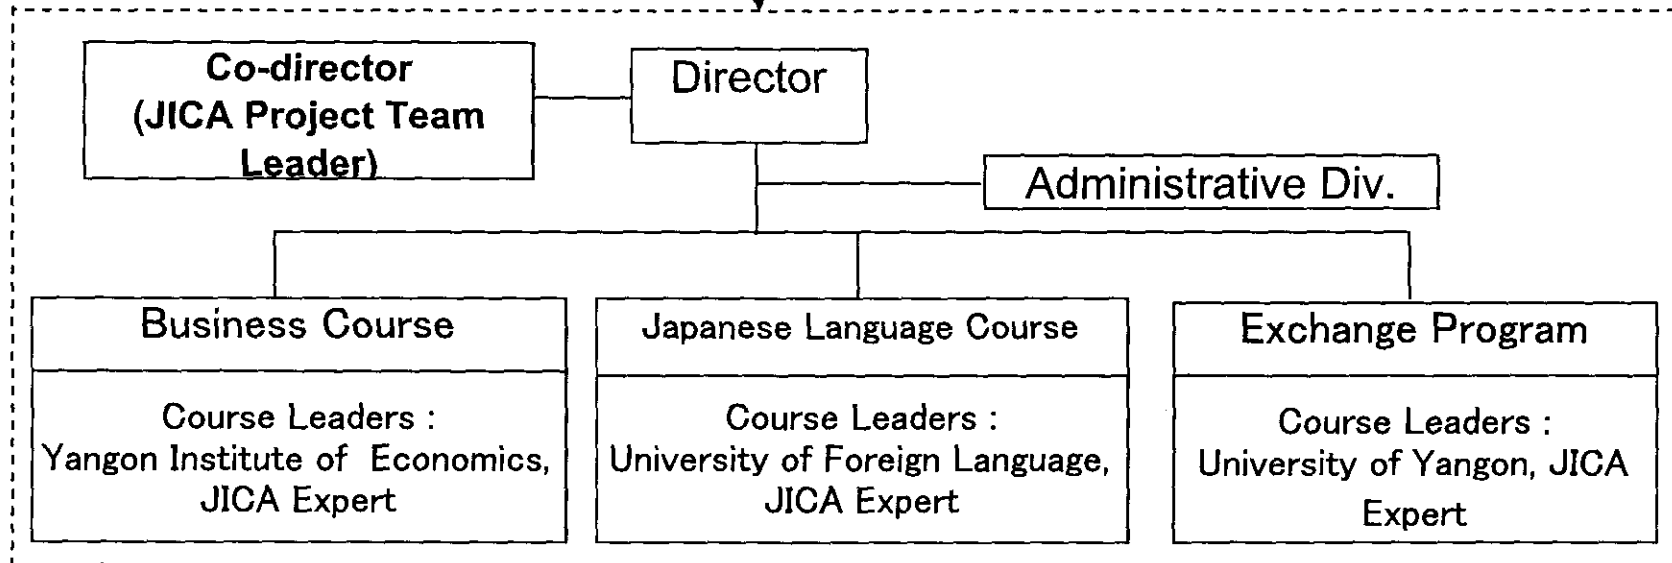 Co-director
(JICA Project Team
Leader)
Director
Administrative Div.
Business Course
Japanese Language Course
Exchange Program
Course Leaders :
Yangon Institute of Economics,
JICA Expert
Course Leaders :
University of Foreign Language,
JICA Expert
Course Leaders :
University of Yangon, JICA
Expert